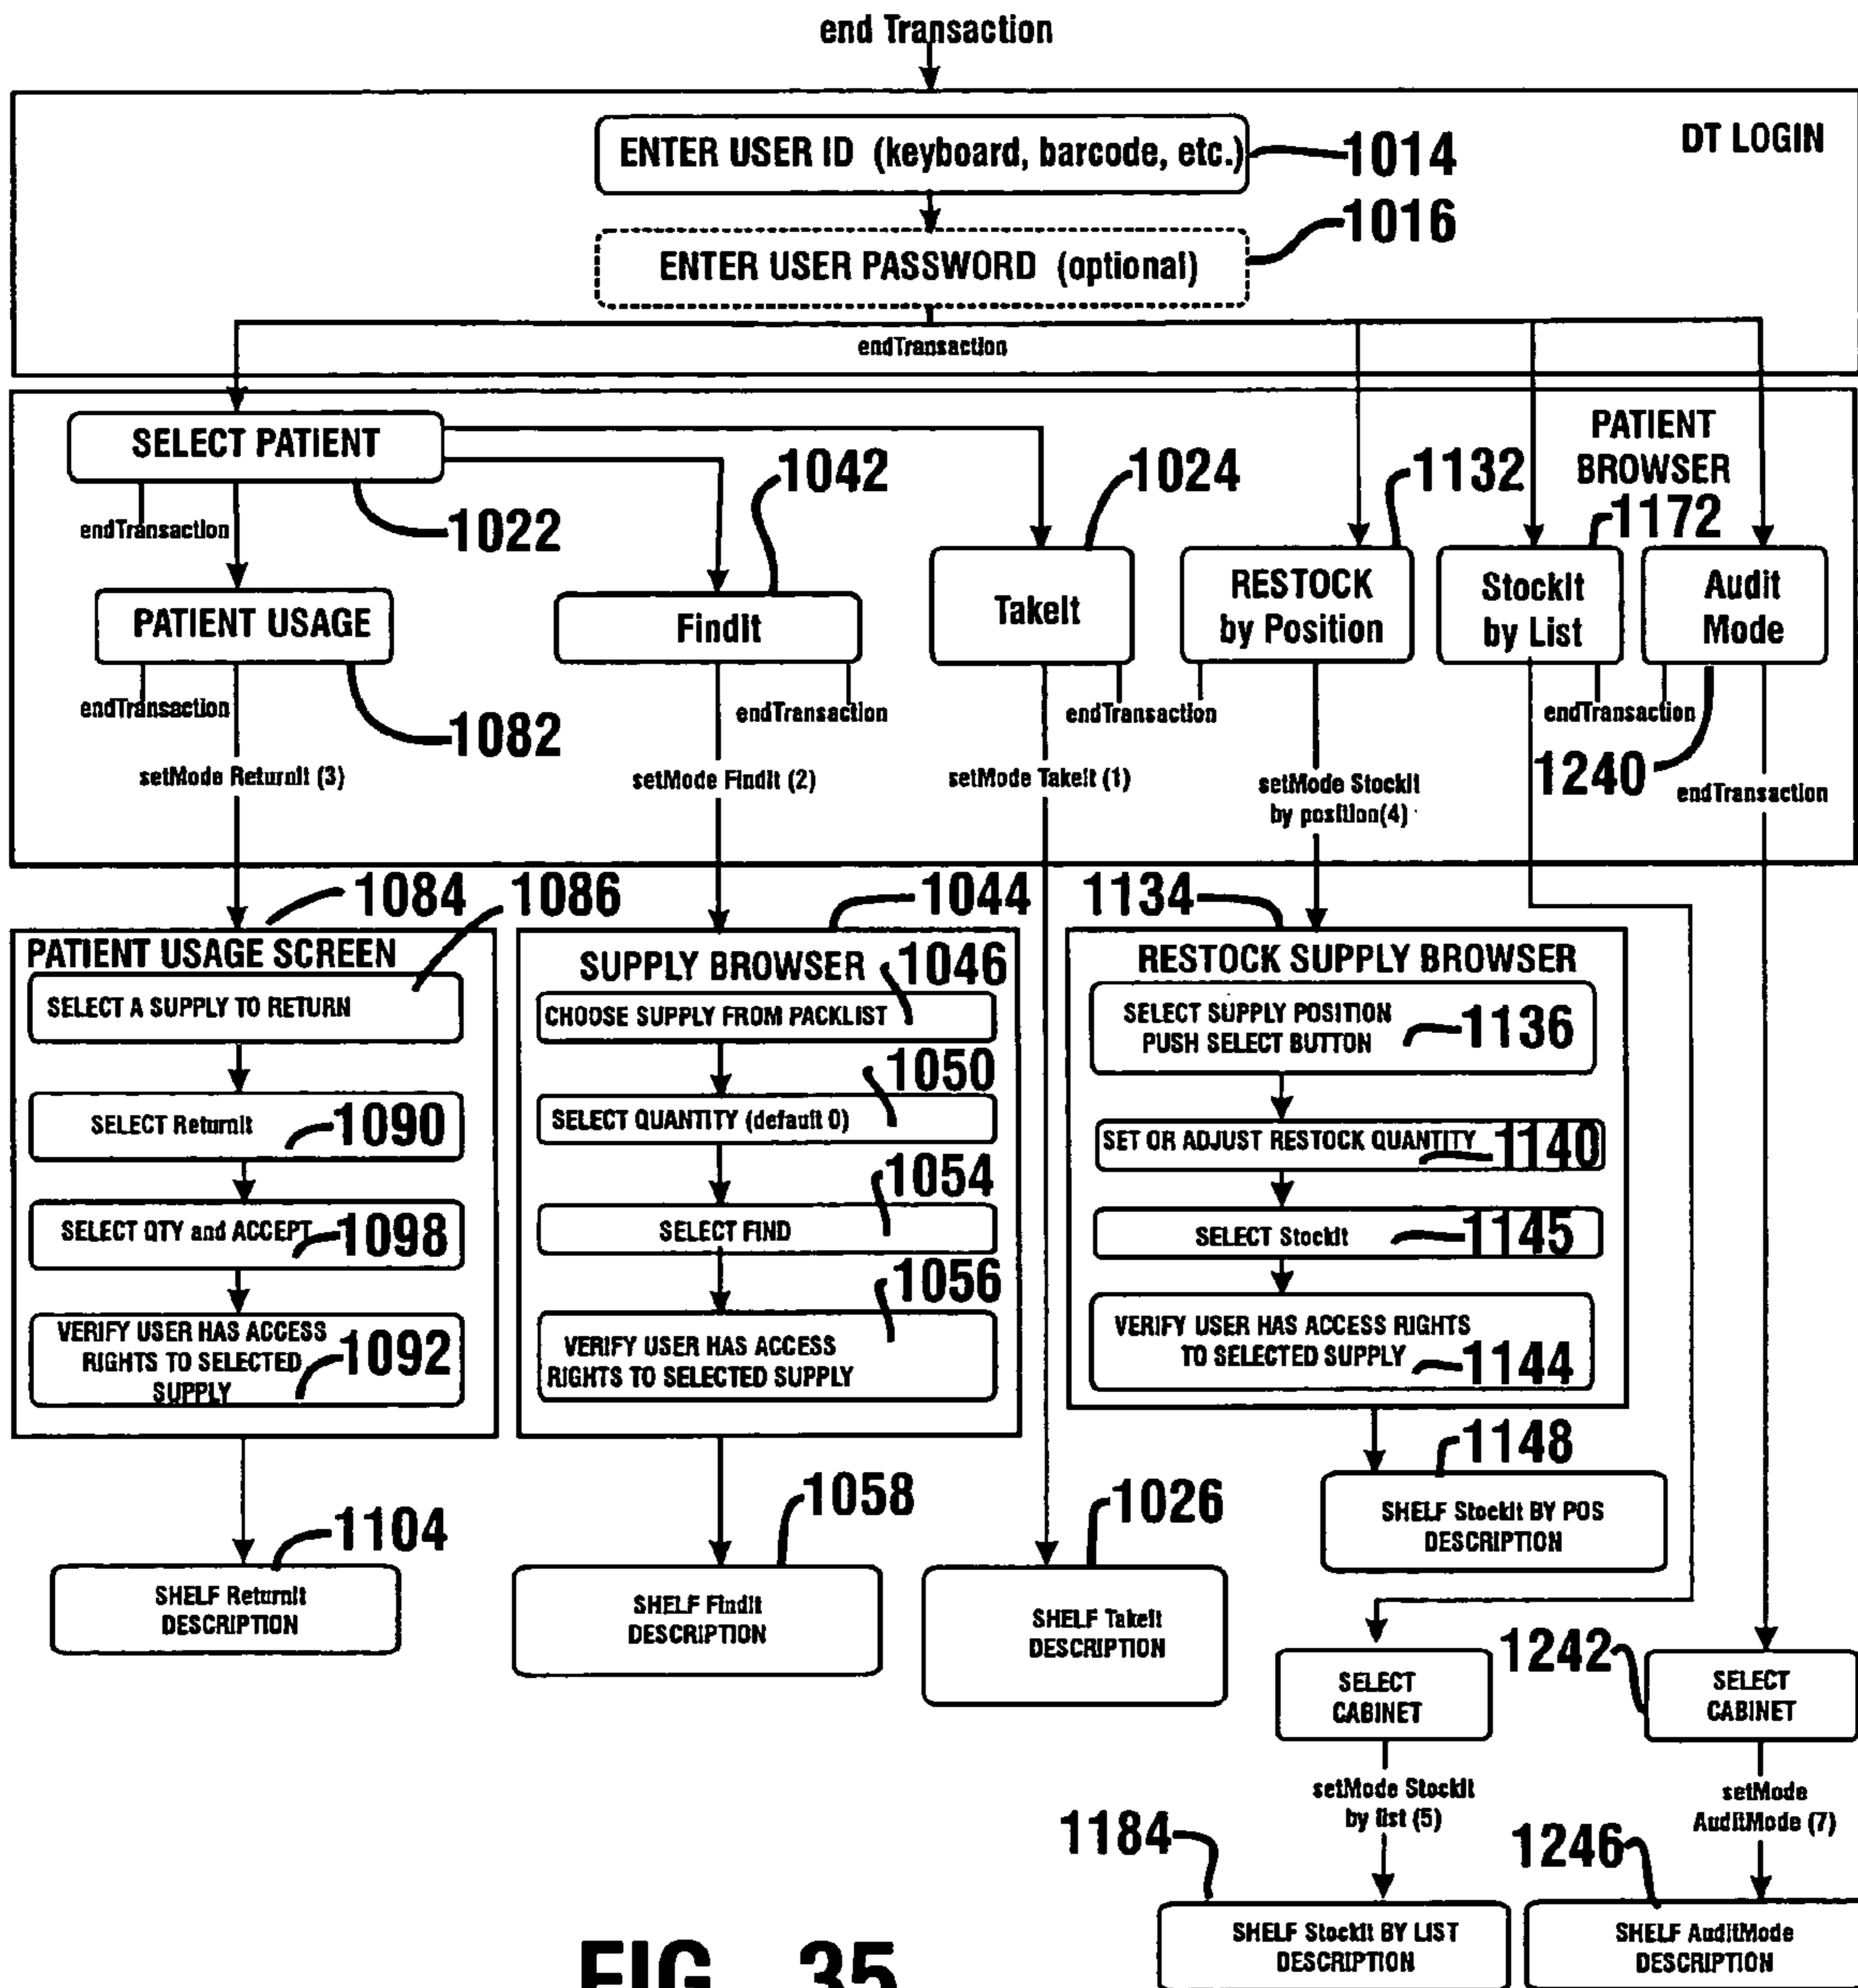 end Transaction
DT LOGIN
ENTER USER ID (keyboard, barcode, etc.)
1014
1016
ENTER USER PASSWORD (optional)
endTransaction
PATIENT
BROWSER
SELECT PATIENT
1022
endTransaction
1042
1024
1132
1172
PATIENT USAGE
FindIt
TakeIt
RESTOCK
by Position
StockIt
by List
Audit
Mode
endTransaction
1082
endTransaction
endTransaction
endTransaction
1240
setMode ReturnIt (3)
setMode FindIt (2)
setMode TakeIt (1)
setMode StockIt
by position(4)
endTransaction
1084
1086
1044
1134
PATIENT USAGE SCREEN
SELECT A SUPPLY TO RETURN
SELECT ReturnIt
1090
SELECT QTY and ACCEPT
1098
VERIFY USER HAS ACCESS
RIGHTS TO SELECTED
SUPPLY
1092
SUPPLY BROWSER
1046
CHOOSE SUPPLY FROM PACKLIST
1050
SELECT QUANTITY (default 0)
1054
SELECT FIND
1056
VERIFY USER HAS ACCESS
RIGHTS TO SELECTED SUPPLY
RESTOCK SUPPLY BROWSER
SELECT SUPPLY POSITION
PUSH SELECT BUTTON
1136
SET OR ADJUST RESTOCK QUANTITY
1140
SELECT StockIt
1145
VERIFY USER HAS ACCESS RIGHTS
TO SELECTED SUPPLY
1144
1148
SHELF StockIt BY POS
DESCRIPTION
1104
SHELF ReturnIt
DESCRIPTION
1058
SHELF FindIt
DESCRIPTION
1026
SHELF TakeIt
DESCRIPTION
SELECT
CABINET
1242
SELECT
CABINET
setMode StockIt
by list (5)
setMode
AuditMode (7)
1184
1246
SHELF StockIt BY LIST
DESCRIPTION
SHELF AuditMode
DESCRIPTION
FIG. 35